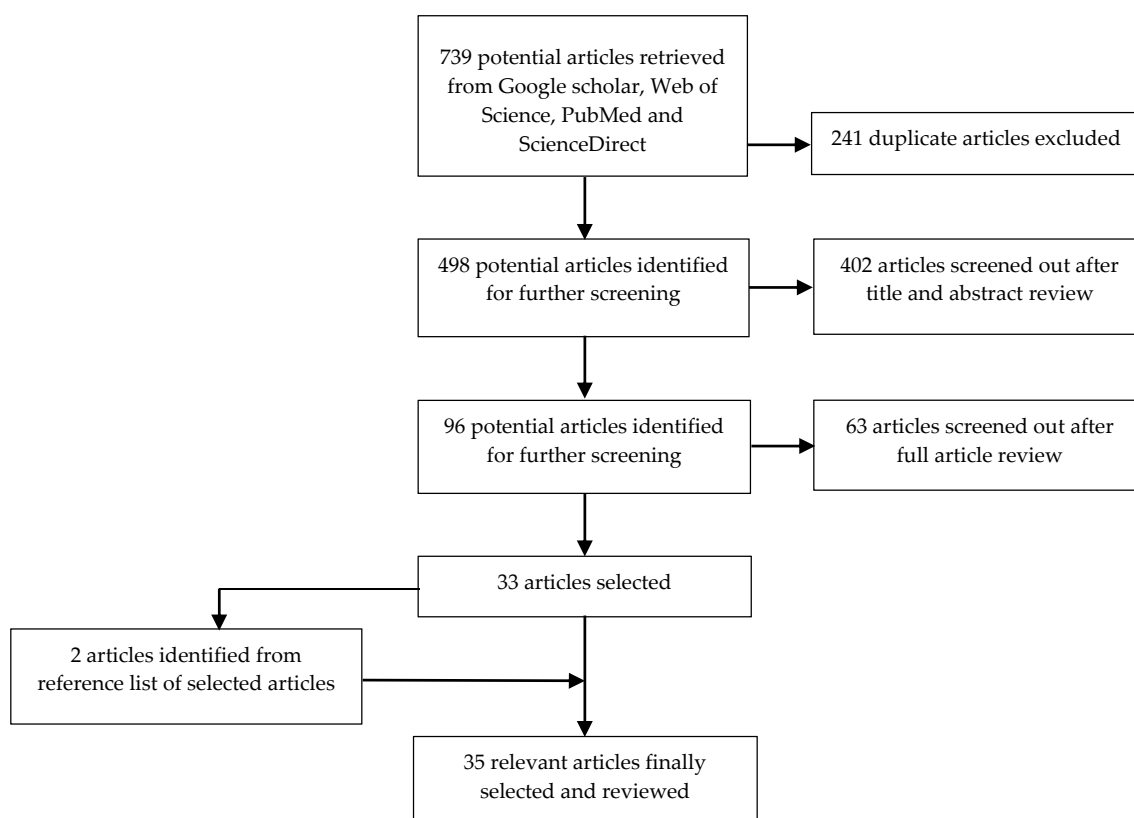 739 potential articles retrieved
from Google scholar, Web of
Science, PubMed and
ScienceDirect
241 duplicate articles excluded
498 potential articles identified
for further screening
402 articles screened out after
title and abstract review
96 potential articles identified
for further screening
63 articles screened out after
full article review
33 articles selected
2 articles identified from
reference list of selected articles
35 relevant articles finally
selected and reviewed